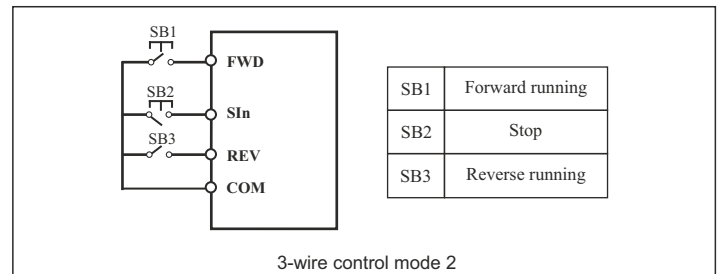 SB1
FWD
SB2
SIn
SB3
REV
COM
SB1 Forward running
SB2 Stop
SB3 Reverse running
3-wire control mode 2